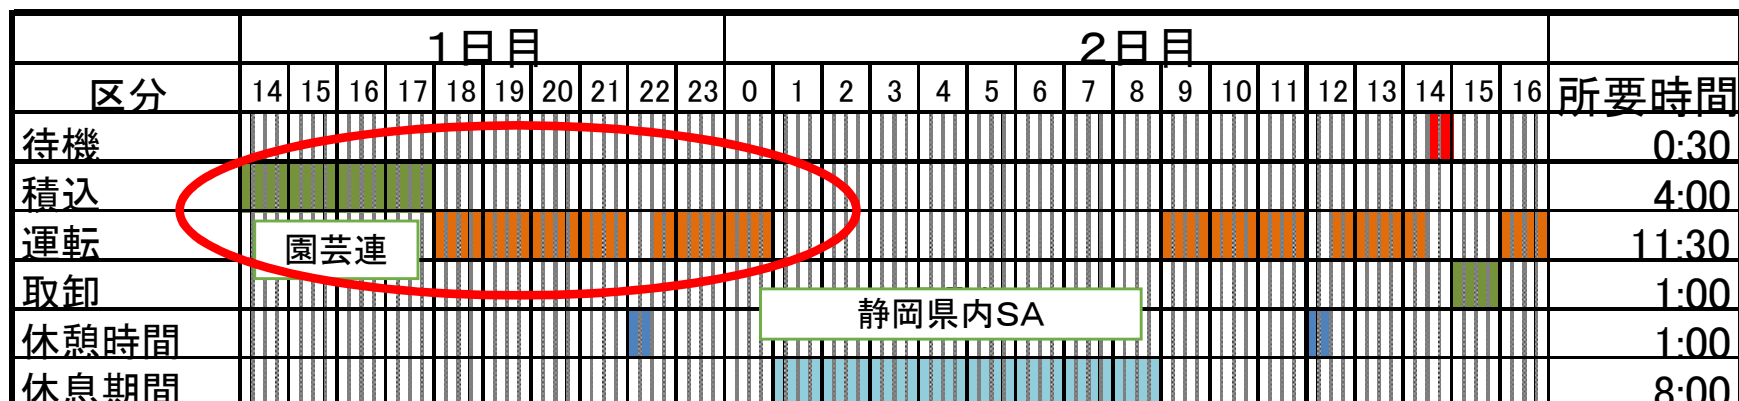 1日目 2日目
区分 14 15 16 17 18 19 20 21 22 23 0 1 2 3 4 5 6 7 8 9 10 11 12 13 14 15 16 所要時間
待機 0:30
積込 4:00
運転 11:30
園芸連
取卸 1:00
静岡県内SA
休憩時間 1:00
休息期間 8:00